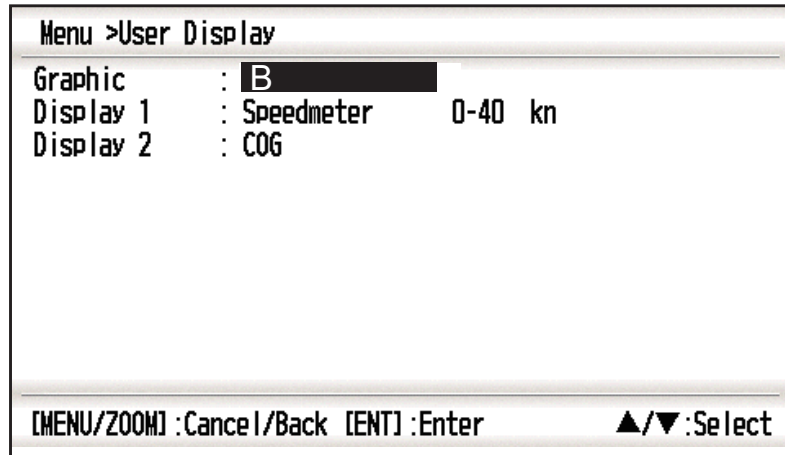 Menu >User Display
Graphic : B
Display 1 : Speedmeter 0-40 kn
Display 2 : COG
[MENU/ZOOM]:Cancel/Back [ENT]:Enter ▲/▼:Select